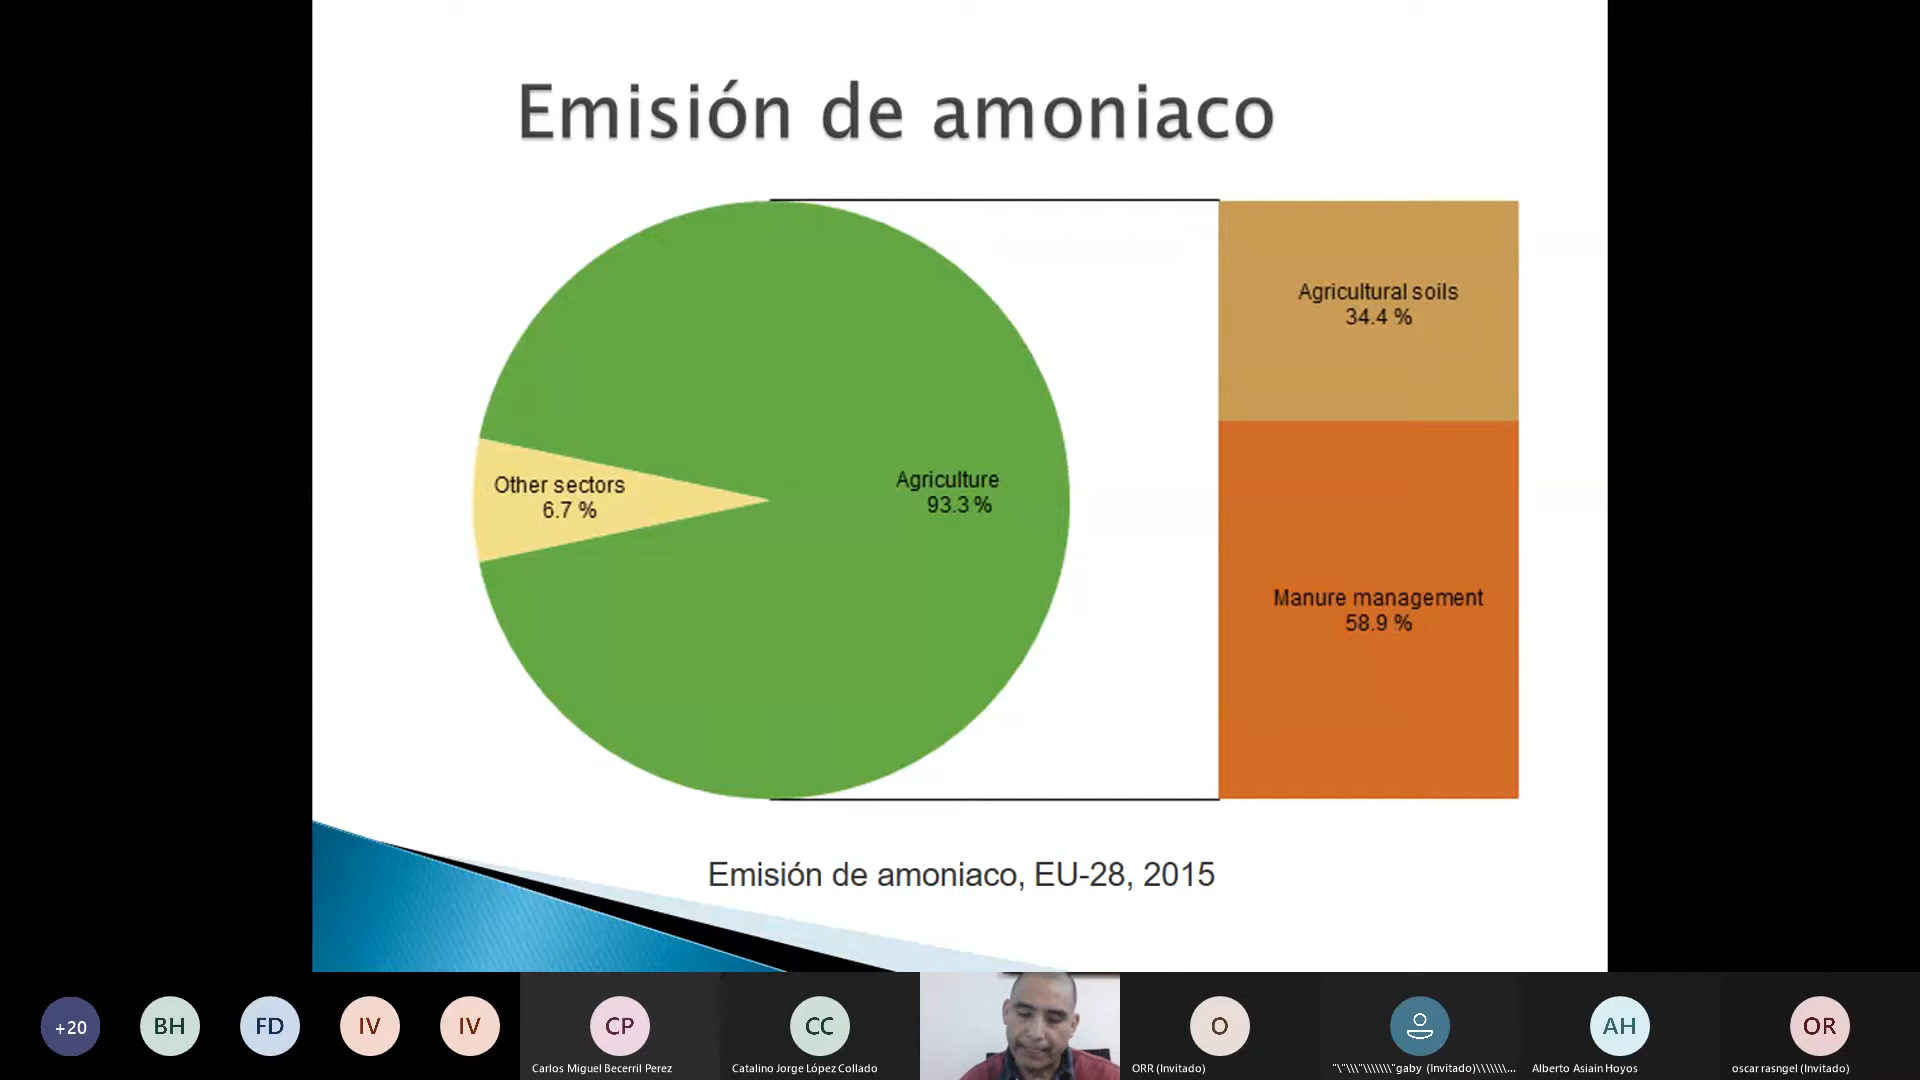 Emisión de amoniaco
Agricultural soils
34.4 %
Other sectors
6.7 %
Agriculture
93.3 %
Manure management
58.9 %
Emisión de amoniaco, EU-28, 2015
+20
BH
FD
IV
IV
CP
Carlos Miguel Becerril Perez
CC
Catalino Jorge López Collado
O
ORR (Invitado)
"\"\\\"\\\\\\\"gaby (Invitado)\\\\\\\...
AH
Alberto Asiain Hoyos
OR
oscar rasngel (Invitado)